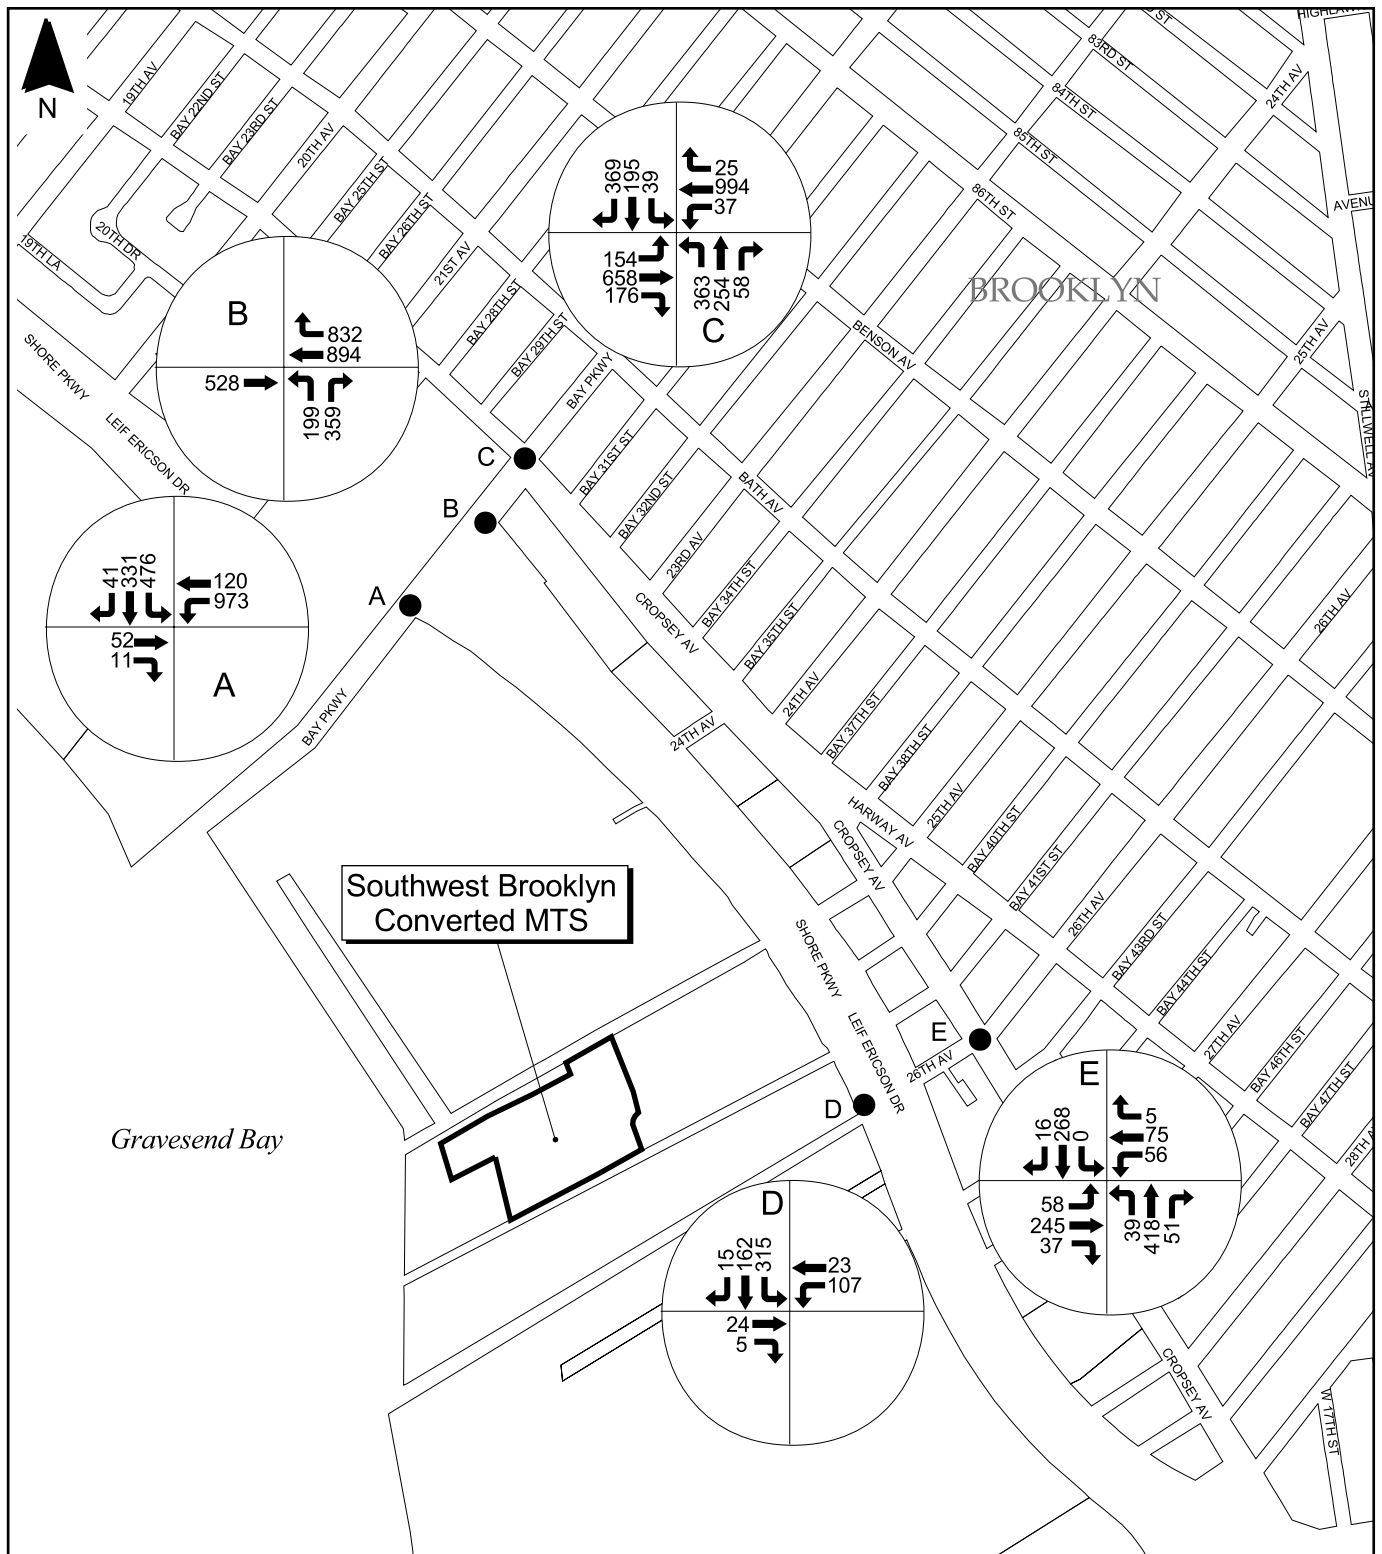 N
19TH AV
BAY 22ND ST
BAY 23RD ST
20TH AV
BAY 25TH ST
BAY 26TH ST
21ST AV
BAY 28TH ST
BAY 29TH ST
BAY PKWY
20TH DR
19TH LA
SHORE PKWY
LEIF ERICSON DR
83RD ST
84TH ST
85TH ST
86TH ST
24TH AV
BROOKLYN
BENSON AV
25TH AV
STILLWELL AV
C
369
195
39
25
994
37
154
658
176
363
254
58
B
832
894
528
199
359
A
41
331
476
120
973
52
11
C
B
A
BAY PKWY
BAY 31ST ST
BAY 32ND ST
23RD AV
BATH AV
BAY 34TH ST
BAY 35TH ST
24TH AV
CROPSEY AV
24TH AV
BAY 37TH ST
BAY 38TH ST
25TH AV
26TH AV
HARWAY AV
CROPSEY AV
BAY 40TH ST
BAY 41ST ST
26TH AV
BAY 43RD ST
BAY 44TH ST
27TH AV
BAY 46TH ST
BAY 47TH ST
28TH AV
Southwest Brooklyn
Converted MTS
SHORE PKWY
LEIF ERICSON DR
E
26TH AV
D
Gravesend Bay
E
16
268
0
5
75
56
58
245
37
39
418
51
D
15
162
315
23
107
24
5
CROPSEY AV
W 17TH ST